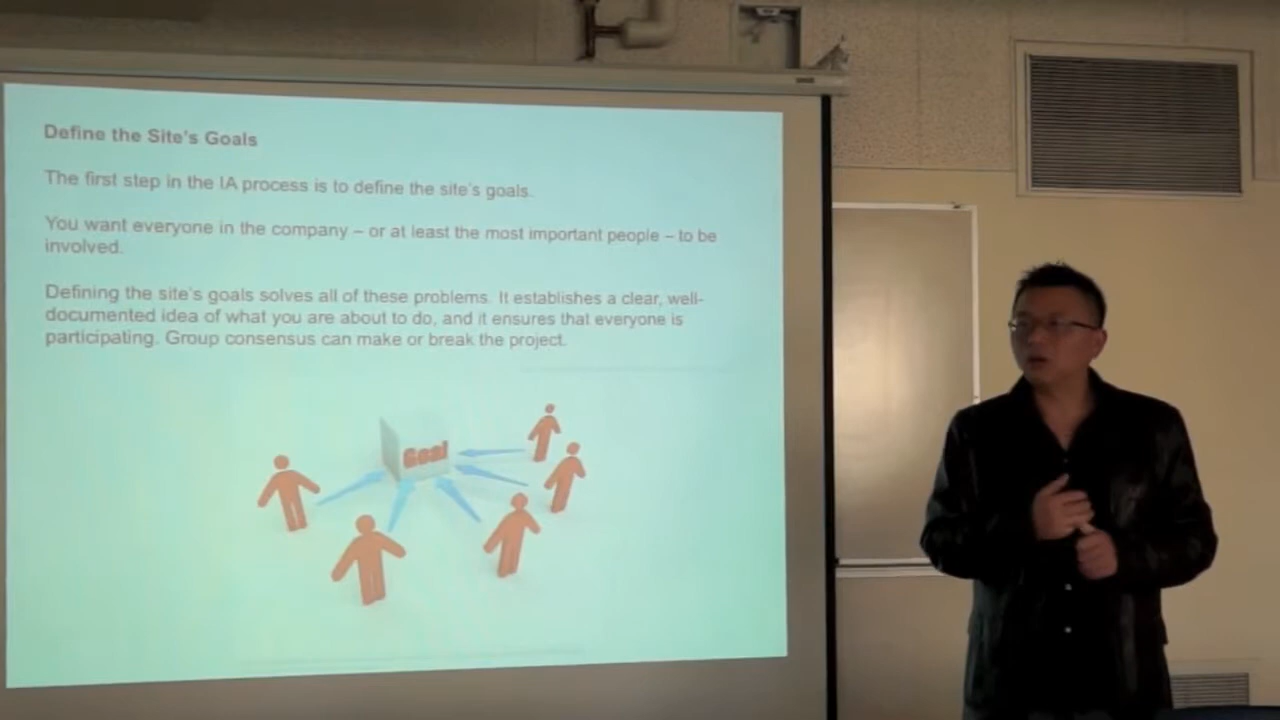 Define the Site's Goals
The first step in the IA process is to define the site's goals.
You want everyone in the company – or at least the most important people – to be
involved.
Defining the site's goals solves all of these problems. It establishes a clear, well-
documented idea of what you are about to do, and it ensures that everyone is
participating. Group consensus can make or break the project.
Goal